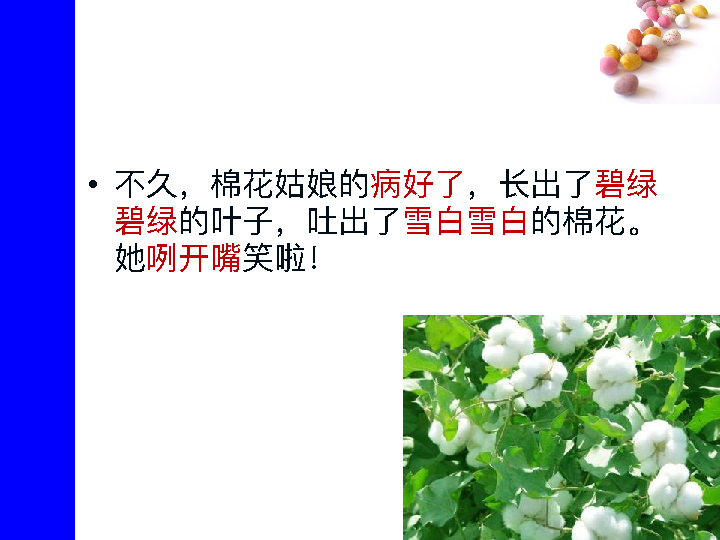 • 不久，棉花姑娘的病好了，长出了碧绿
碧绿的叶子，吐出了雪白雪白的棉花。
她咧开嘴笑啦！